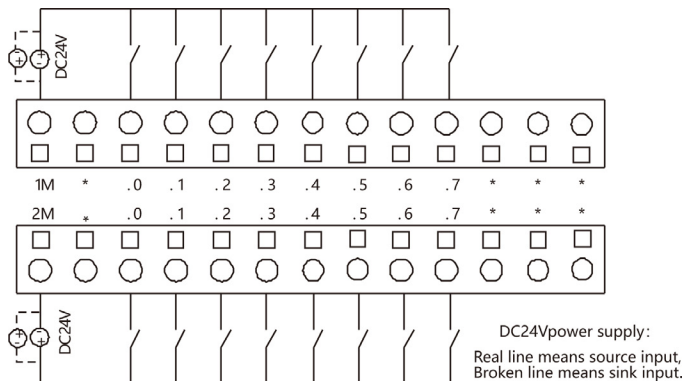 DC24V
1M * .0 .1 .2 .3 .4 .5 .6 .7 * * *
2M * .0 .1 .2 .3 .4 .5 .6 .7 * * *
DC24V
DC24Vpower supply:
Real line means source input,
Broken line means sink input.